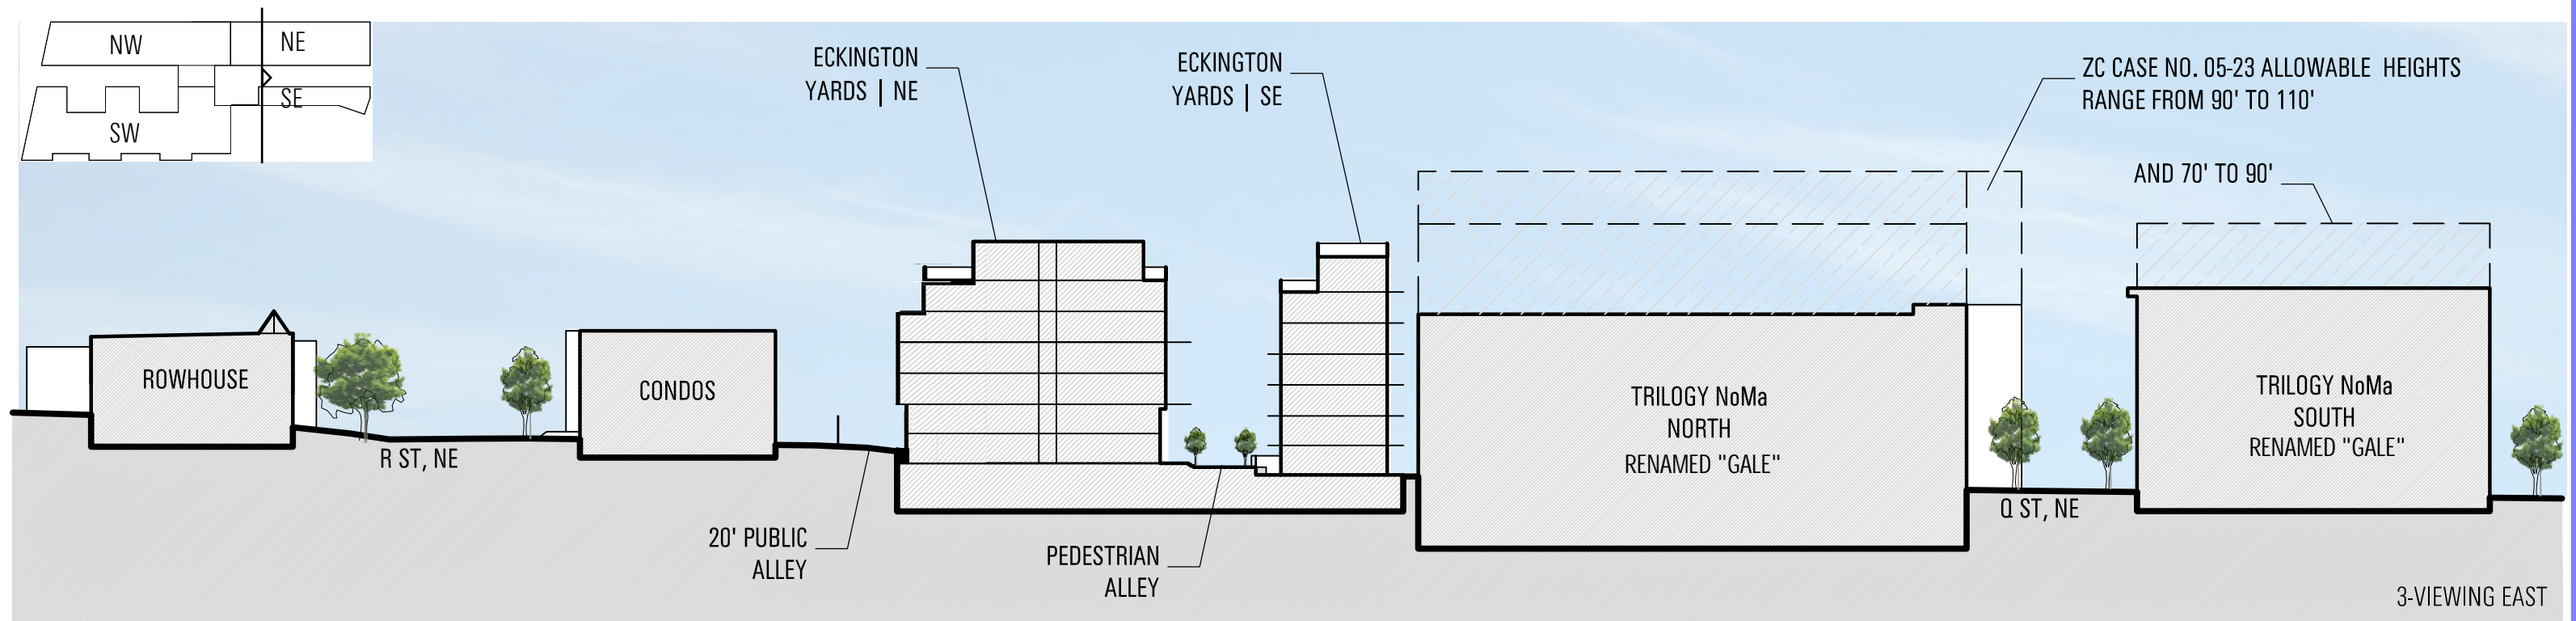 NW
NE
SE
SW
ECKINGTON
YARDS | NE
ECKINGTON
YARDS | SE
ZC CASE NO. 05-23 ALLOWABLE HEIGHTS
RANGE FROM 90' TO 110'
AND 70' TO 90'
ROWHOUSE
R ST, NE
CONDOS
20' PUBLIC
ALLEY
PEDESTRIAN
ALLEY
TRILOGY NoMa
NORTH
RENAMED "GALE"
Q ST, NE
TRILOGY NoMa
SOUTH
RENAMED "GALE"
3-VIEWING EAST